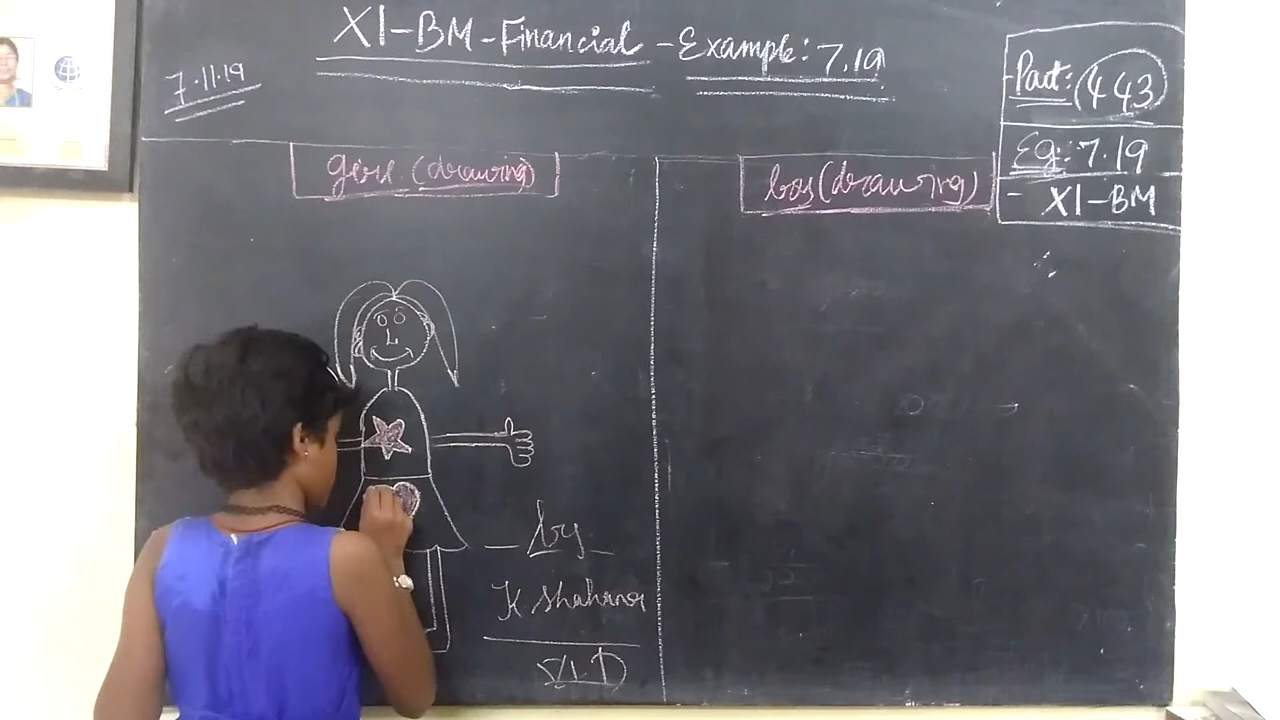 XI-BM-Financial-Example: 7.19
7.11.19
Part: 443
Eg: 7.19
- XI-BM
girl (drawing)
boy (drawing)
- by -
K Shahana